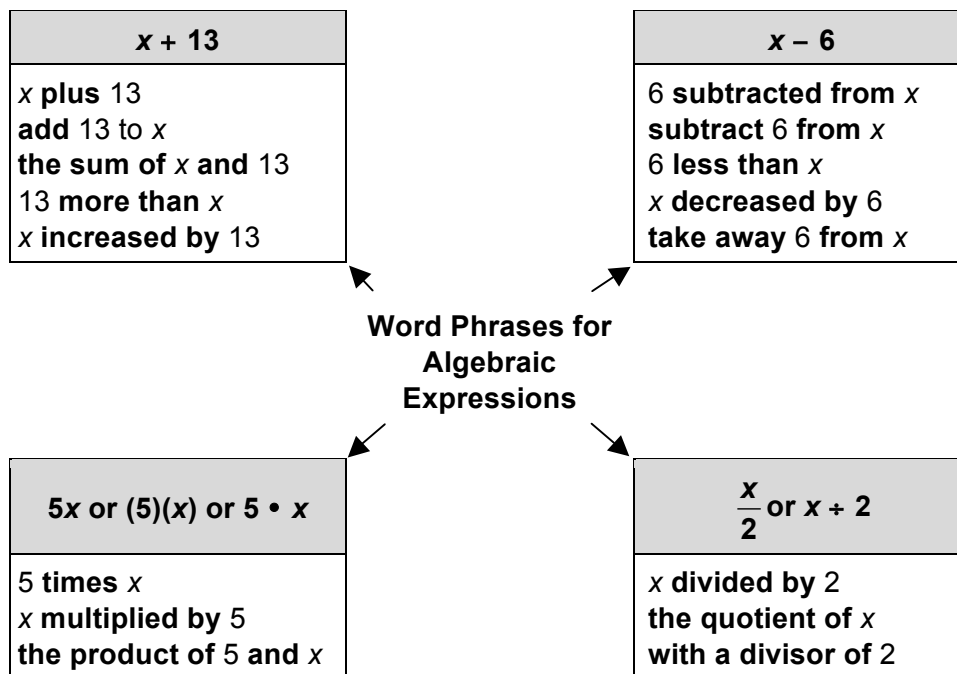 x + 13
x plus 13
add 13 to x
the sum of x and 13
13 more than x
x increased by 13
x – 6
6 subtracted from x
subtract 6 from x
6 less than x
x decreased by 6
take away 6 from x
Word Phrases for
Algebraic
Expressions
5x or (5)(x) or 5 • x
5 times x
x multiplied by 5
the product of 5 and x
x/2 or x ÷ 2
x divided by 2
the quotient of x
with a divisor of 2